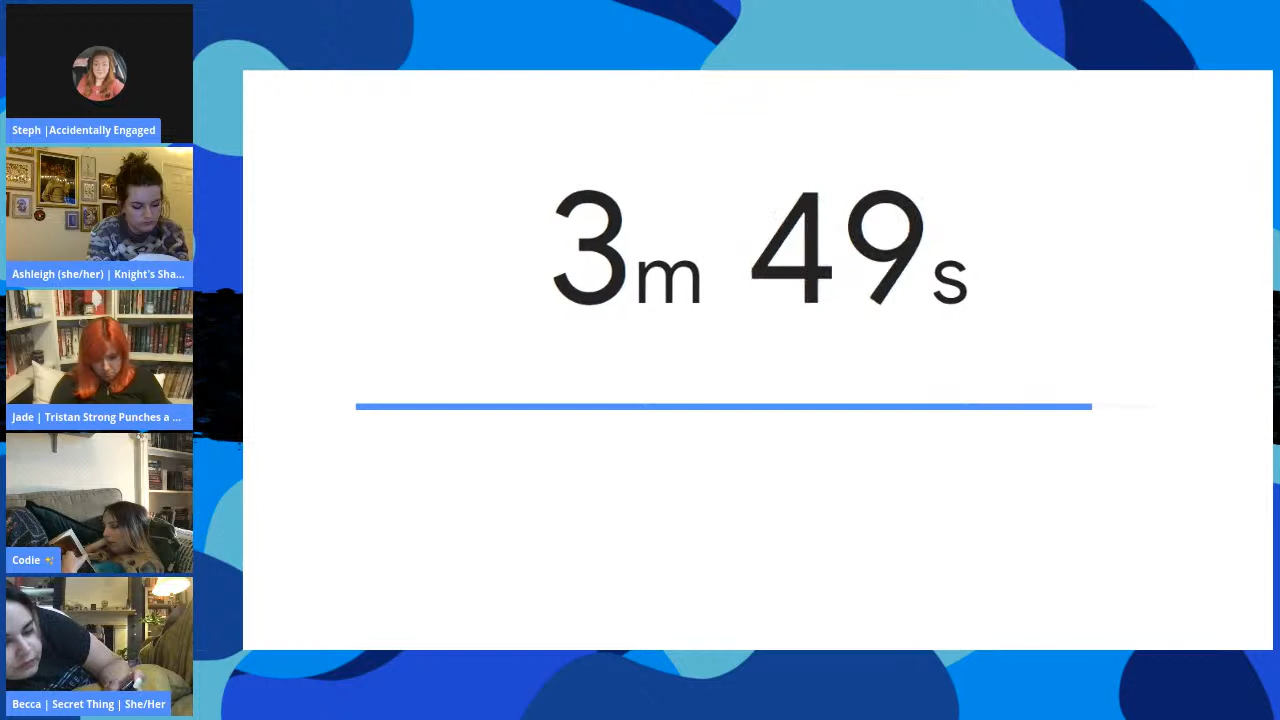 Steph |Accidentally Engaged
Ashleigh (she/her) | Knight's Sha...
Jade | Tristan Strong Punches a ...
Codie ✨
Becca | Secret Thing | She/Her
3m 49s